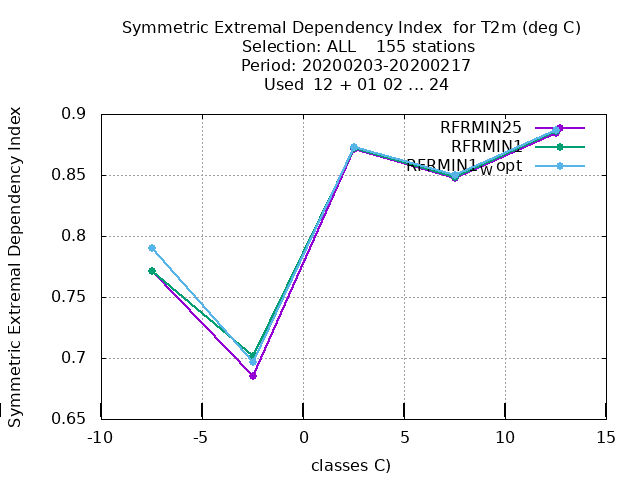 Symmetric Extremal Dependency Index for T2m (deg C)
Selection: ALL 155 stations
Period: 20200203-20200217
Used 12 + 01 02 ... 24
Symmetric Extremal Dependency Index
0.9
0.85
0.8
0.75
0.7
0.65
RFRMIN25
RFRMIN1
RFRMIN1W opt
-10 -5 0 5 10 15
classes C)